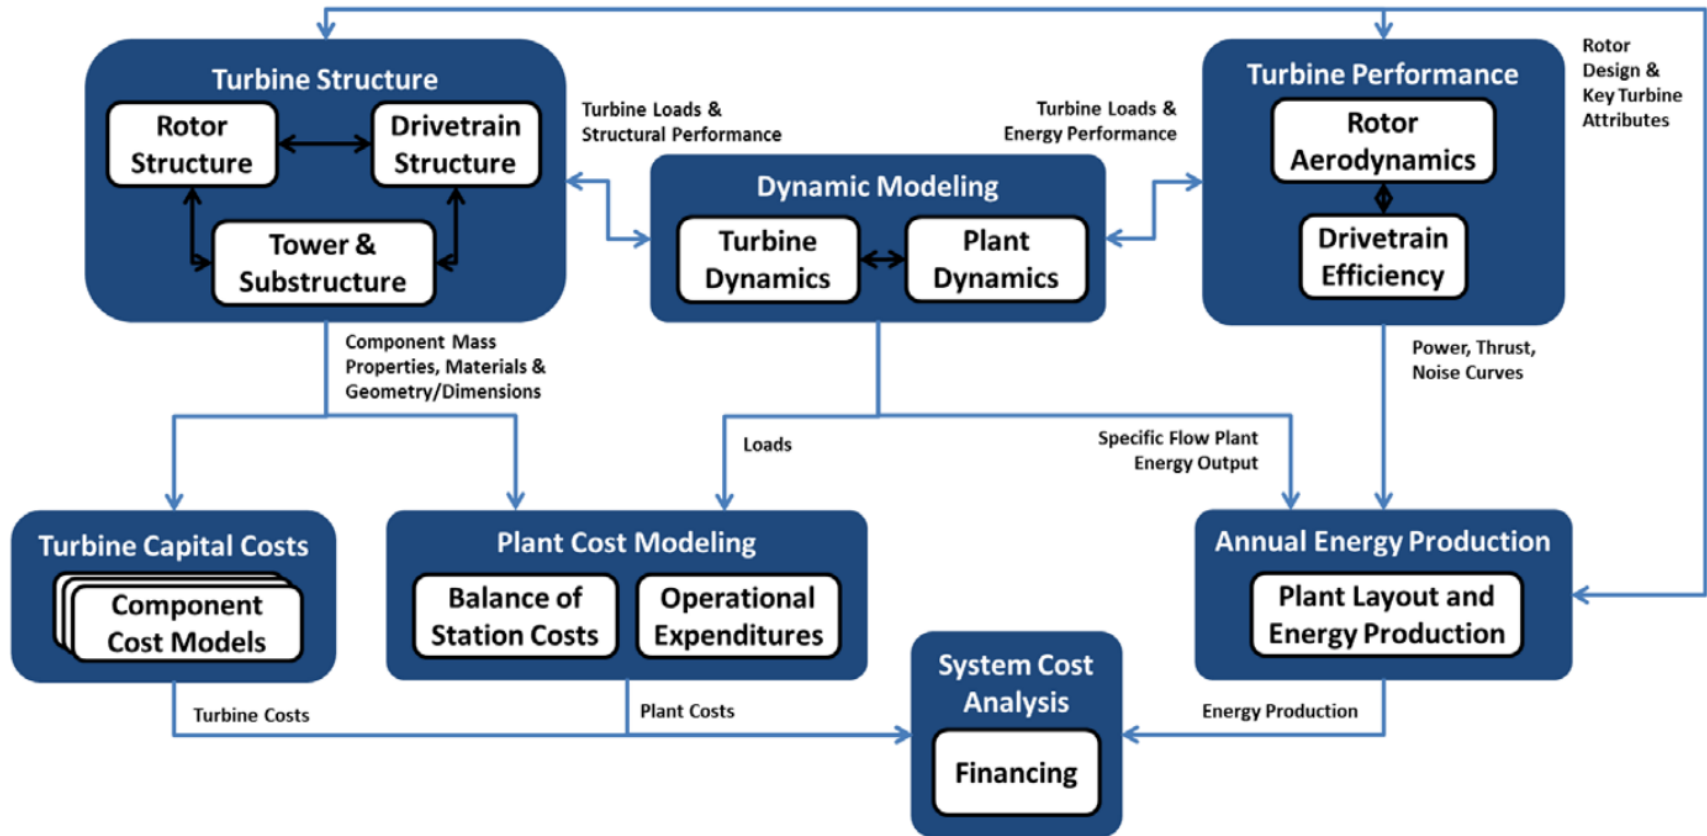 Turbine Structure
Rotor
Structure
Drivetrain
Structure
Tower &
Substructure
Turbine Loads &
Structural Performance
Dynamic Modeling
Turbine
Dynamics
Plant
Dynamics
Turbine Loads &
Energy Performance
Turbine Performance
Rotor
Aerodynamics
Drivetrain
Efficiency
Rotor
Design &
Key Turbine
Attributes
Component Mass
Properties, Materials &
Geometry/Dimensions
Loads
Specific Flow Plant
Energy Output
Power, Thrust,
Noise Curves
Turbine Capital Costs
Component
Cost Models
Plant Cost Modeling
Balance of
Station Costs
Operational
Expenditures
Annual Energy Production
Plant Layout and
Energy Production
System Cost
Analysis
Financing
Turbine Costs
Plant Costs
Energy Production